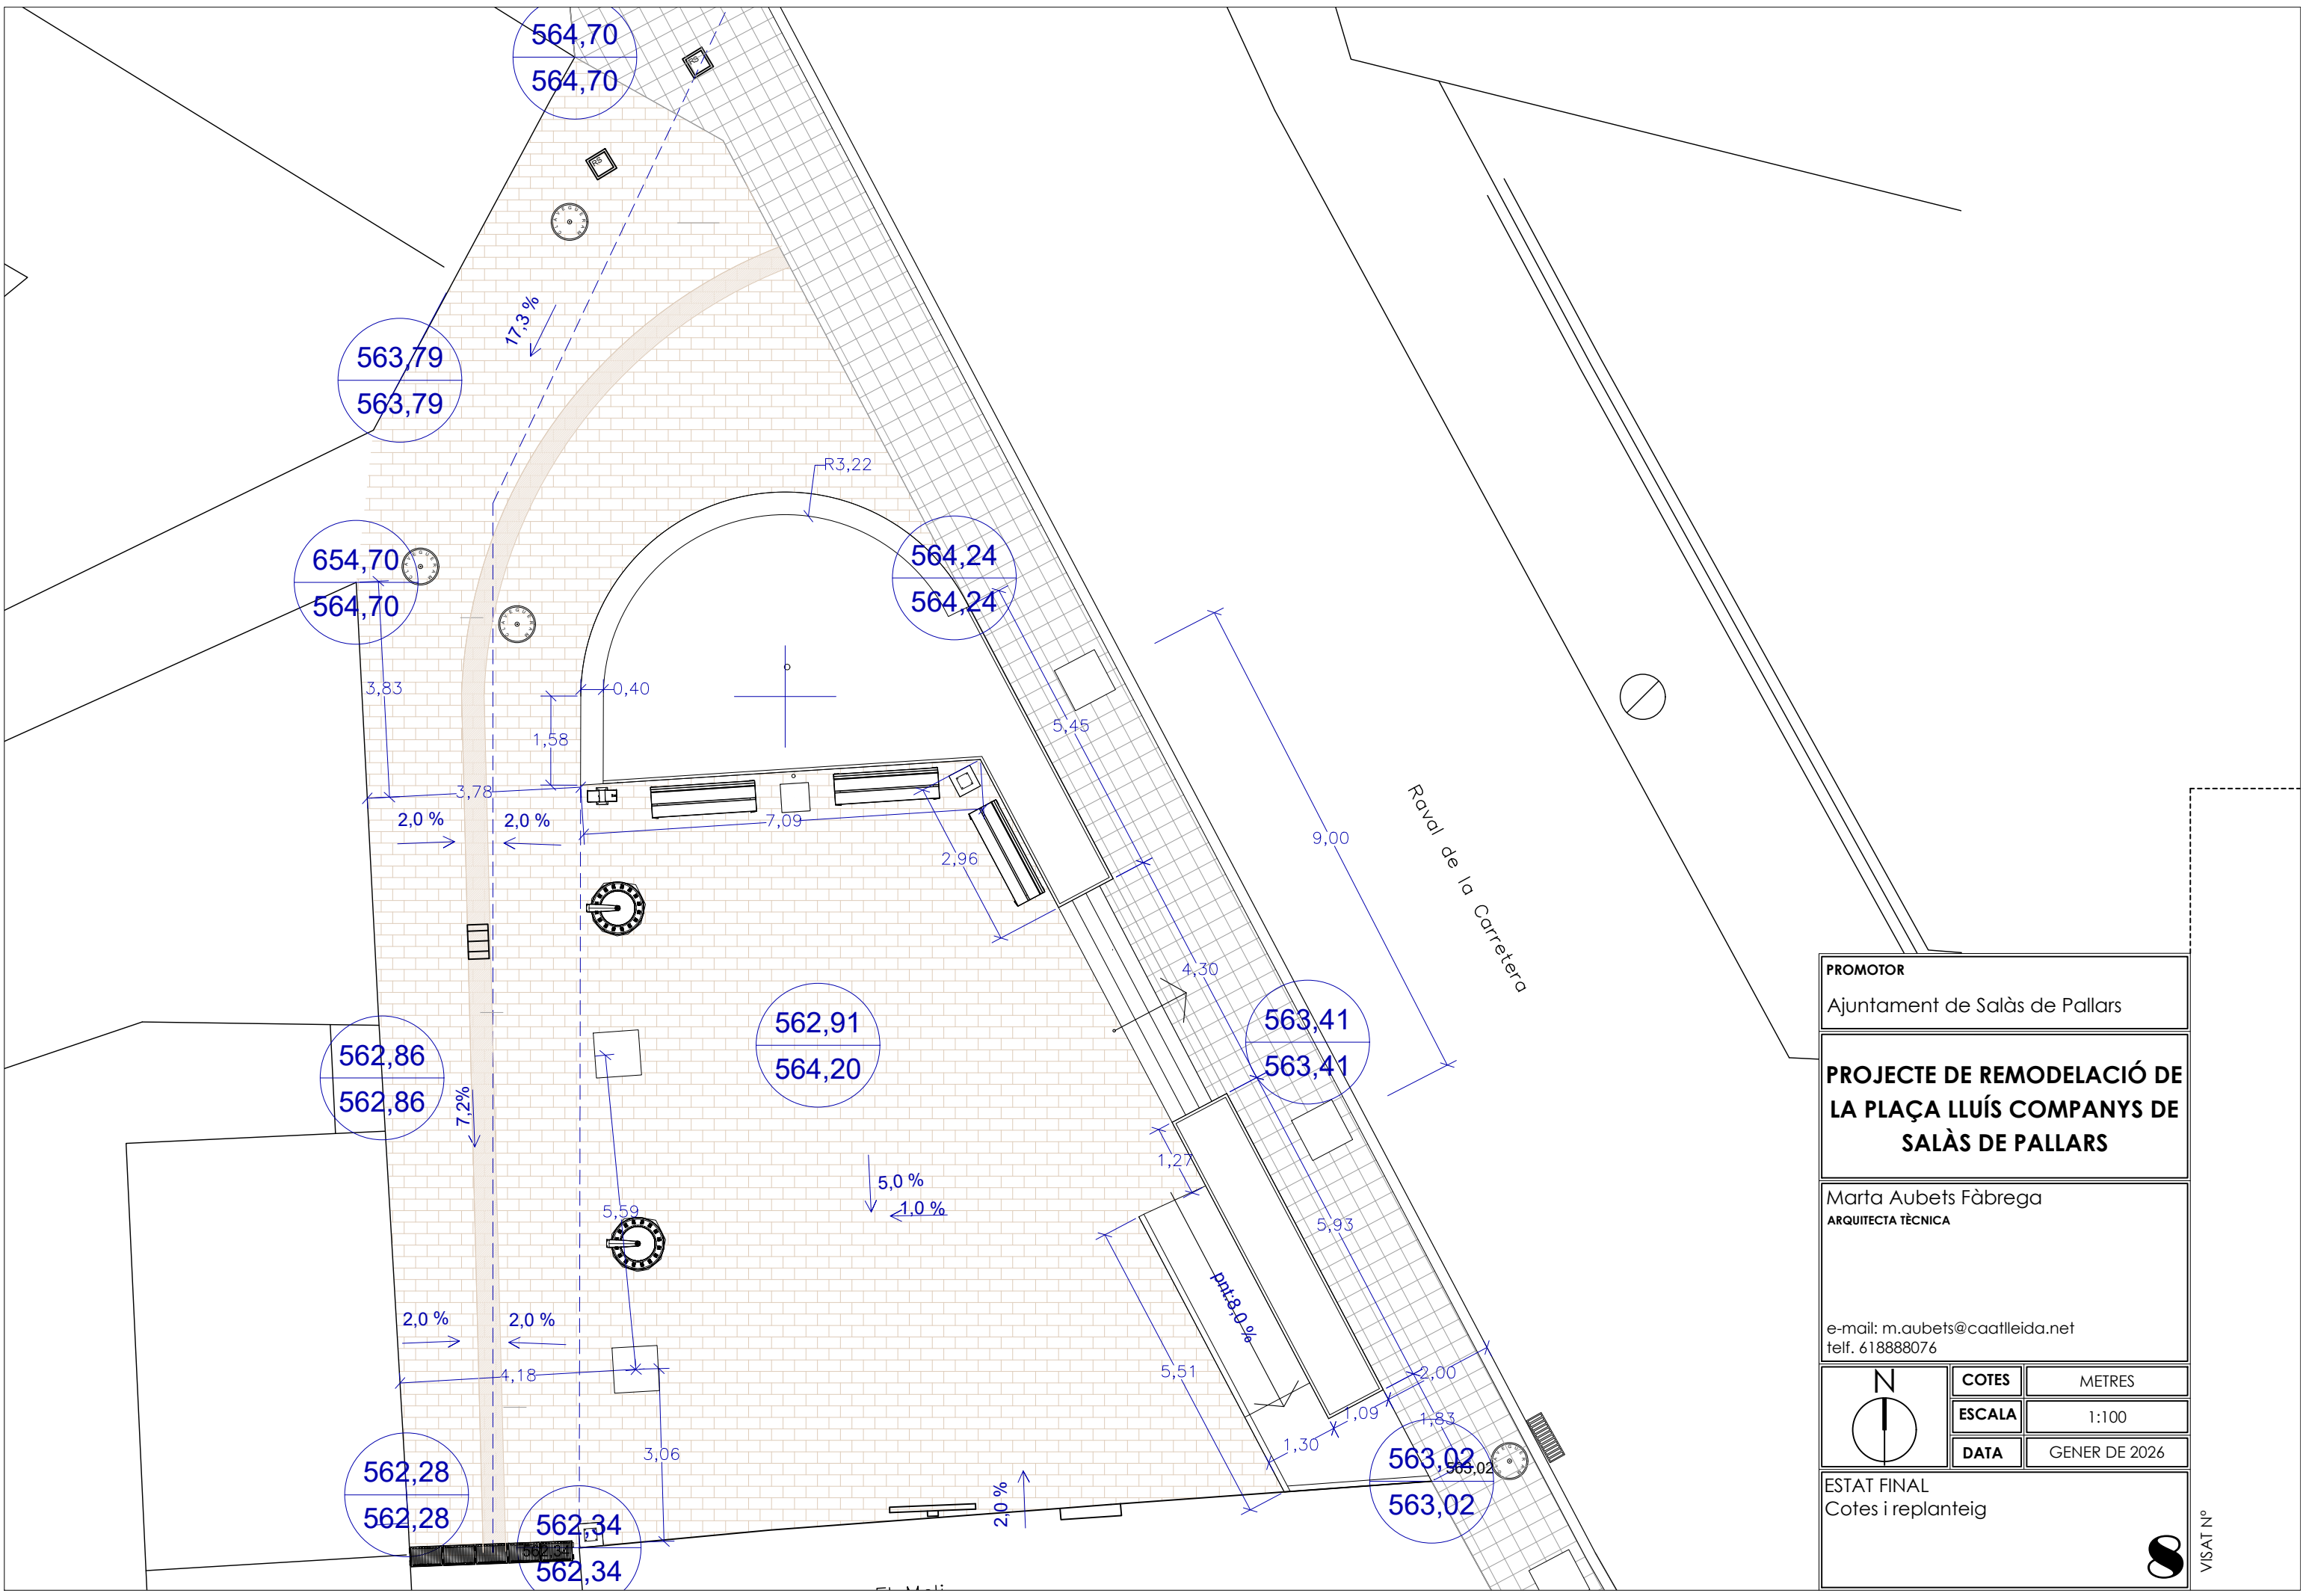 564,70
564,70
RS
RS
17,3 %
563,79
563,79
R3,22
654,70
564,70
564,24
564,24
3,83
0,40
1,58
5,45
3,78
2,0 %
2,0 %
7,09
2,96
9,00
Raval de la Carretera
4,30
562,91
564,20
563,41
563,41
562,86
562,86
7,2%
1,27
5,0 %
1,0 %
5,59
5,93
pnt:8,0 %
2,0 %
2,0 %
4,18
5,51
2,00
1,09
1,83
1,30
3,06
562,28
562,28
2,0 %
563,02
563,02
563,02
562,34
562,34
562,34
PROMOTOR
Ajuntament de Salàs de Pallars
PROJECTE DE REMODELACIÓ DE
LA PLAÇA LLUÍS COMPANYS DE
SALÀS DE PALLARS
Marta Aubets Fàbrega
ARQUITECTA TÈCNICA
e-mail: m.aubets@caatlleida.net
telf. 618888076
N
COTES METRES
ESCALA 1:100
DATA GENER DE 2026
ESTAT FINAL
Cotes i replanteig
8
VISAT Nº